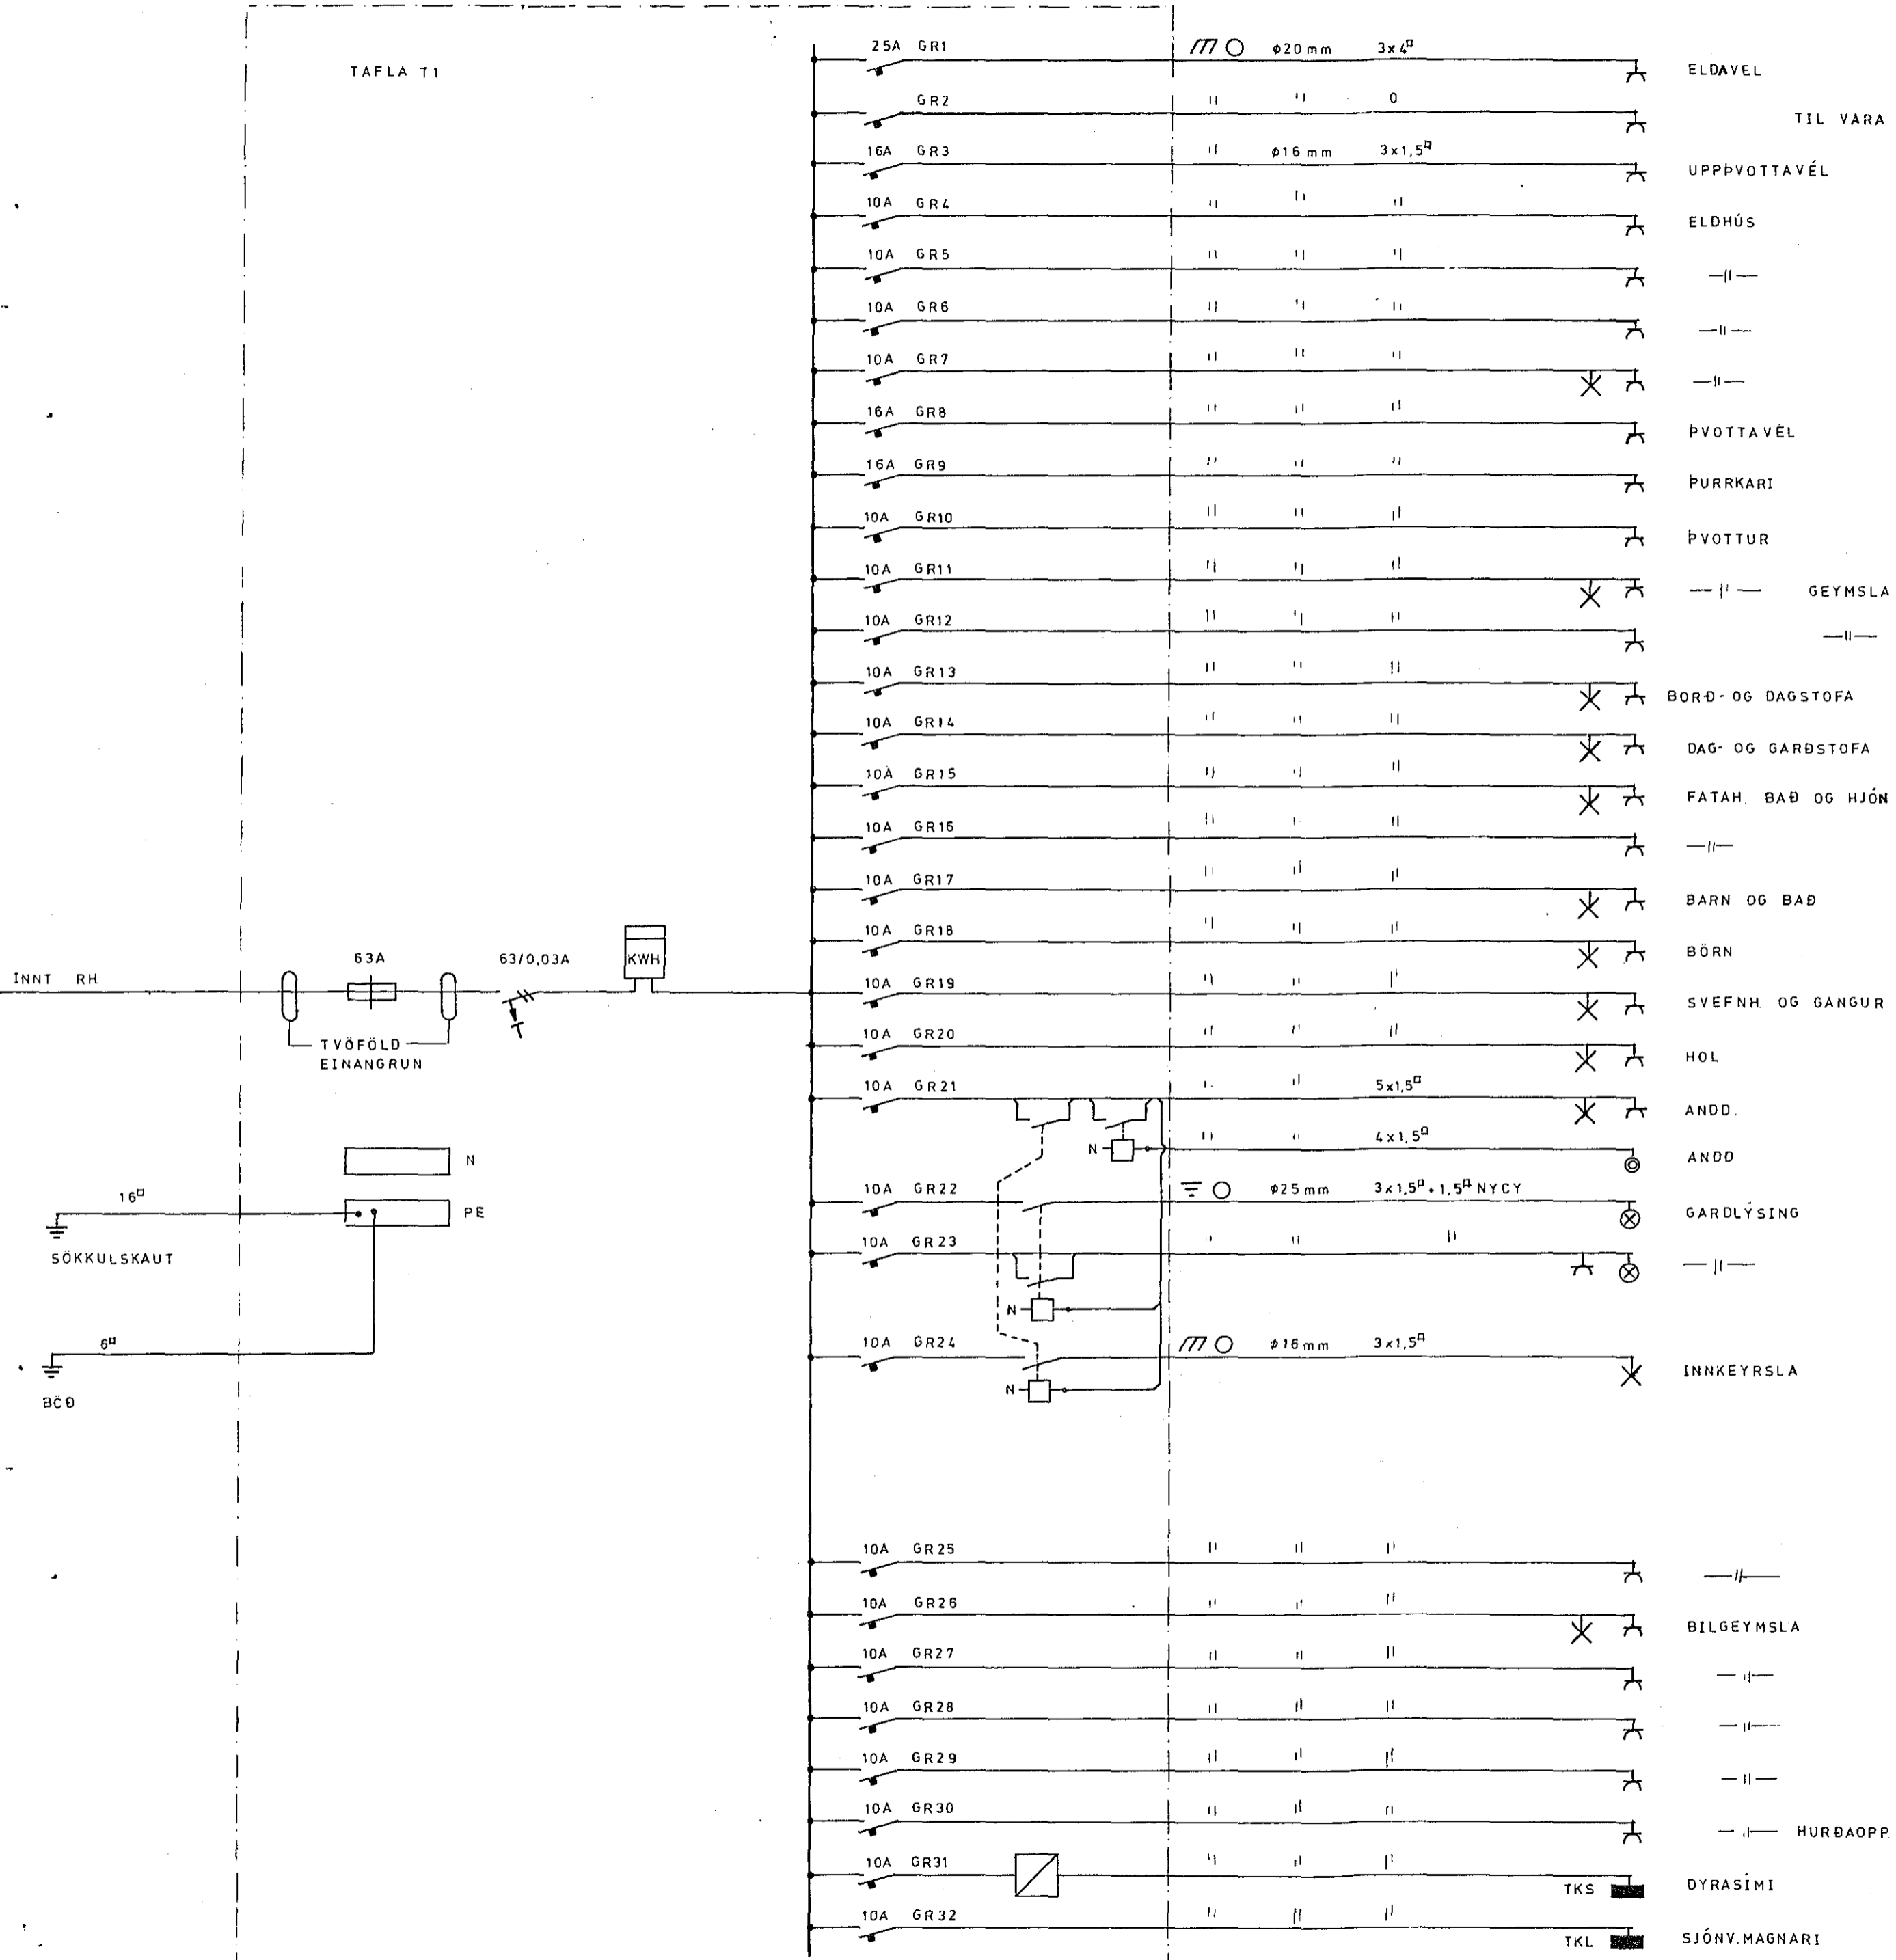 TAFLA T1
25A GR1 ø20 mm 3x4⌑ ELDAVEL
GR2 " " 0 TIL VARA
16A GR3 " ø16 mm 3x1,5⌑ UPPÞVOTTAVÉL
10A GR4 " " " ELDHÚS
10A GR5 " " " —"—
10A GR6 " " " —"—
10A GR7 " " " —"—
16A GR8 " " " ÞVOTTAVÉL
16A GR9 " " " ÞURRKARI
10A GR10 " " " ÞVOTTUR
10A GR11 " " " —"— GEYMSLA
10A GR12 " " " —"—
10A GR13 " " " BORÐ- OG DAGSTOFA
10A GR14 " " " DAG- OG GARÐSTOFA
10A GR15 " " " FATAH. BAÐ OG HJÓN
10A GR16 " " " —"—
10A GR17 " " " BARN OG BAÐ
10A GR18 " " " BÖRN
INNT RH 63A 63/0,03A KWH
10A GR19 " " " SVEFNH. OG GANGUR
TVÖFÖLD
EINANGRUN
10A GR20 " " " HOL
10A GR21 " " 5x1,5⌑ ANDD.
N " " 4x1,5⌑ ANDD
N
16⌑ PE
SÖKKULSKAUT
10A GR22 ø25 mm 3x1,5⌑ + 1,5⌑ NYCY GARDLÝSING
10A GR23 " " " —"—
N
6⌑
BÖÐ
10A GR24 ø16 mm 3x1,5⌑ INNKEYRSLA
N
10A GR25 " " " —"—
10A GR26 " " " BILGEYMSLA
10A GR27 " " " —"—
10A GR28 " " " —"—
10A GR29 " " " —"—
10A GR30 " " " —"— HURÐAOPP.
10A GR31 " " " TKS DYRASÍMI
10A GR32 " " " TKL SJÓNV.MAGNARI